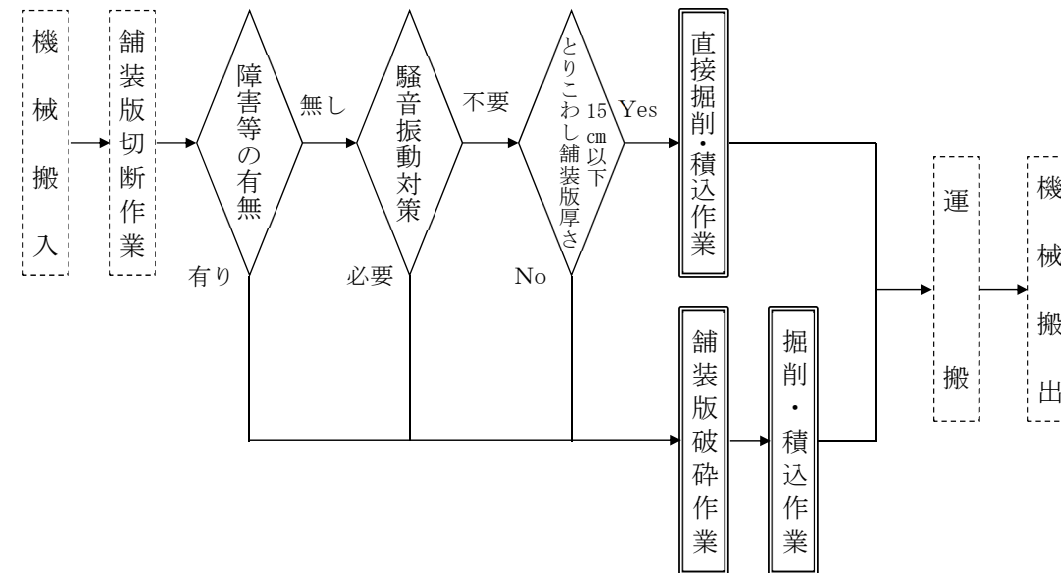 機械搬入
舗装版切断作業
障害等の有無
無し
有り
騒音振動対策
不要
必要
とりこわし舗装版厚さ
15㎝以下
Yes
No
直接掘削・積込作業
舗装版破砕作業
掘削・積込作業
運搬
機械搬出